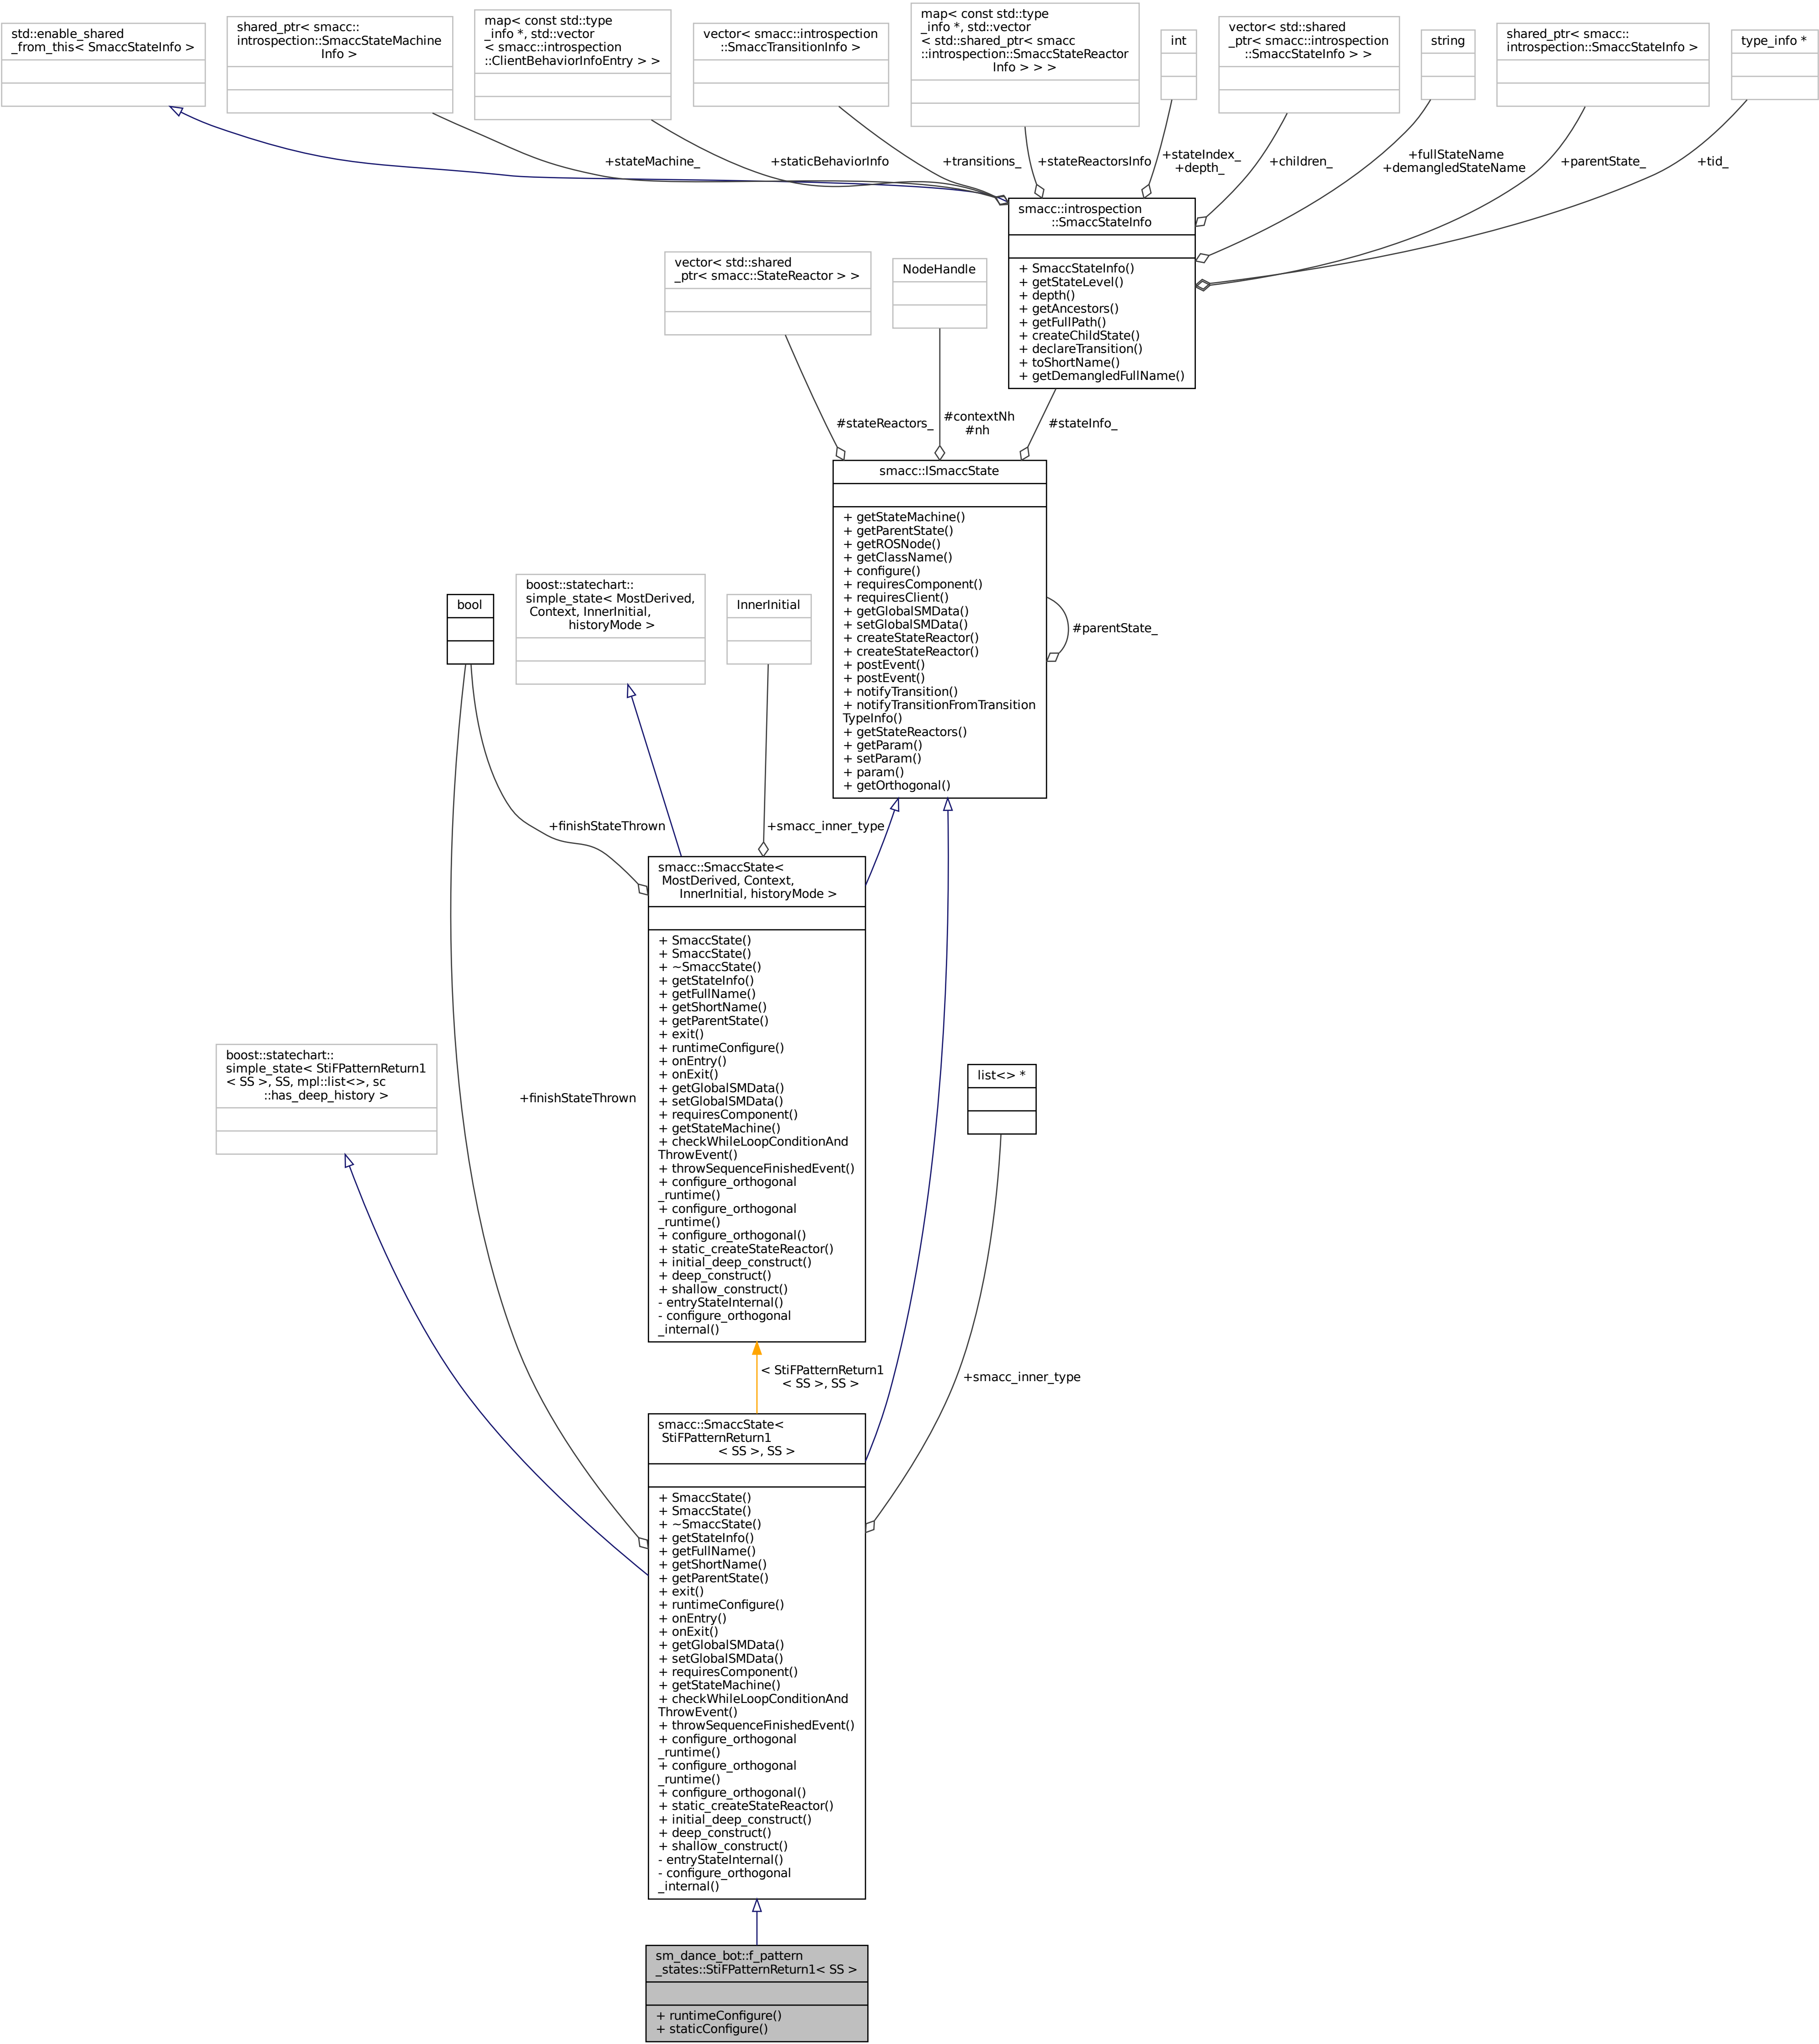 std::enable_shared
_from_this< SmaccStateInfo >
shared_ptr< smacc::
introspection::SmaccStateMachine
Info >
map< const std::type
_info *, std::vector
< smacc::introspection
::ClientBehaviorInfoEntry > >
vector< smacc::introspection
::SmaccTransitionInfo >
map< const std::type
_info *, std::vector
< std::shared_ptr< smacc
::introspection::SmaccStateReactor
Info > > >
int
vector< std::shared
_ptr< smacc::introspection
::SmaccStateInfo > >
string
shared_ptr< smacc::
introspection::SmaccStateInfo >
type_info *
+stateMachine_
+staticBehaviorInfo
+transitions_
+stateReactorsInfo
+stateIndex_
+depth_
+children_
+fullStateName
+demangledStateName
+parentState_
+tid_
smacc::introspection
::SmaccStateInfo
+ SmaccStateInfo()
+ getStateLevel()
+ depth()
+ getAncestors()
+ getFullPath()
+ createChildState()
+ declareTransition()
+ toShortName()
+ getDemangledFullName()
vector< std::shared
_ptr< smacc::StateReactor > >
NodeHandle
#stateReactors_
#contextNh
#nh
#stateInfo_
smacc::ISmaccState
+ getStateMachine()
+ getParentState()
+ getROSNode()
+ getClassName()
+ configure()
+ requiresComponent()
+ requiresClient()
+ getGlobalSMData()
+ setGlobalSMData()
+ createStateReactor()
+ createStateReactor()
+ postEvent()
+ postEvent()
+ notifyTransition()
+ notifyTransitionFromTransition
TypeInfo()
+ getStateReactors()
+ getParam()
+ setParam()
+ param()
+ getOrthogonal()
#parentState_
bool
boost::statechart::
simple_state< MostDerived,
Context, InnerInitial,
historyMode >
InnerInitial
+finishStateThrown
+smacc_inner_type
smacc::SmaccState<
MostDerived, Context,
InnerInitial, historyMode >
+ SmaccState()
+ SmaccState()
+ ~SmaccState()
+ getStateInfo()
+ getFullName()
+ getShortName()
+ getParentState()
+ exit()
+ runtimeConfigure()
+ onEntry()
+ onExit()
+ getGlobalSMData()
+ setGlobalSMData()
+ requiresComponent()
+ getStateMachine()
+ checkWhileLoopConditionAnd
ThrowEvent()
+ throwSequenceFinishedEvent()
+ configure_orthogonal
_runtime()
+ configure_orthogonal
_runtime()
+ configure_orthogonal()
+ static_createStateReactor()
+ initial_deep_construct()
+ deep_construct()
+ shallow_construct()
- entryStateInternal()
- configure_orthogonal
_internal()
boost::statechart::
simple_state< StiFPatternReturn1
< SS >, SS, mpl::list<>, sc
::has_deep_history >
+finishStateThrown
list<> *
< StiFPatternReturn1
< SS >, SS >
+smacc_inner_type
smacc::SmaccState<
StiFPatternReturn1
< SS >, SS >
+ SmaccState()
+ SmaccState()
+ ~SmaccState()
+ getStateInfo()
+ getFullName()
+ getShortName()
+ getParentState()
+ exit()
+ runtimeConfigure()
+ onEntry()
+ onExit()
+ getGlobalSMData()
+ setGlobalSMData()
+ requiresComponent()
+ getStateMachine()
+ checkWhileLoopConditionAnd
ThrowEvent()
+ throwSequenceFinishedEvent()
+ configure_orthogonal
_runtime()
+ configure_orthogonal
_runtime()
+ configure_orthogonal()
+ static_createStateReactor()
+ initial_deep_construct()
+ deep_construct()
+ shallow_construct()
- entryStateInternal()
- configure_orthogonal
_internal()
sm_dance_bot::f_pattern
_states::StiFPatternReturn1< SS >
+ runtimeConfigure()
+ staticConfigure()